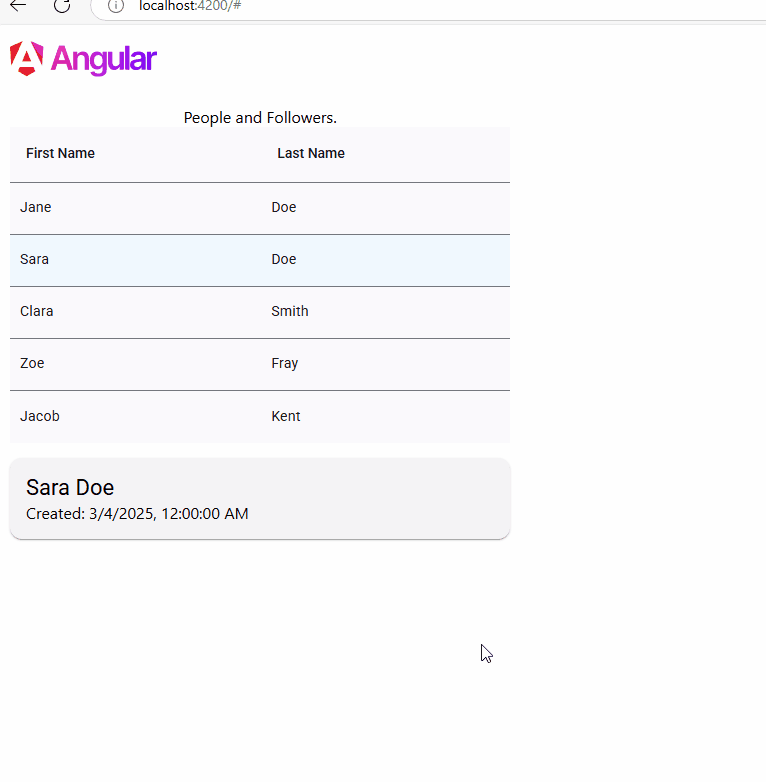 localhost:4200/#
Angular
People and Followers.
First Name Last Name
Jane Doe
Sara Doe
Clara Smith
Zoe Fray
Jacob Kent
Sara Doe
Created: 3/4/2025, 12:00:00 AM